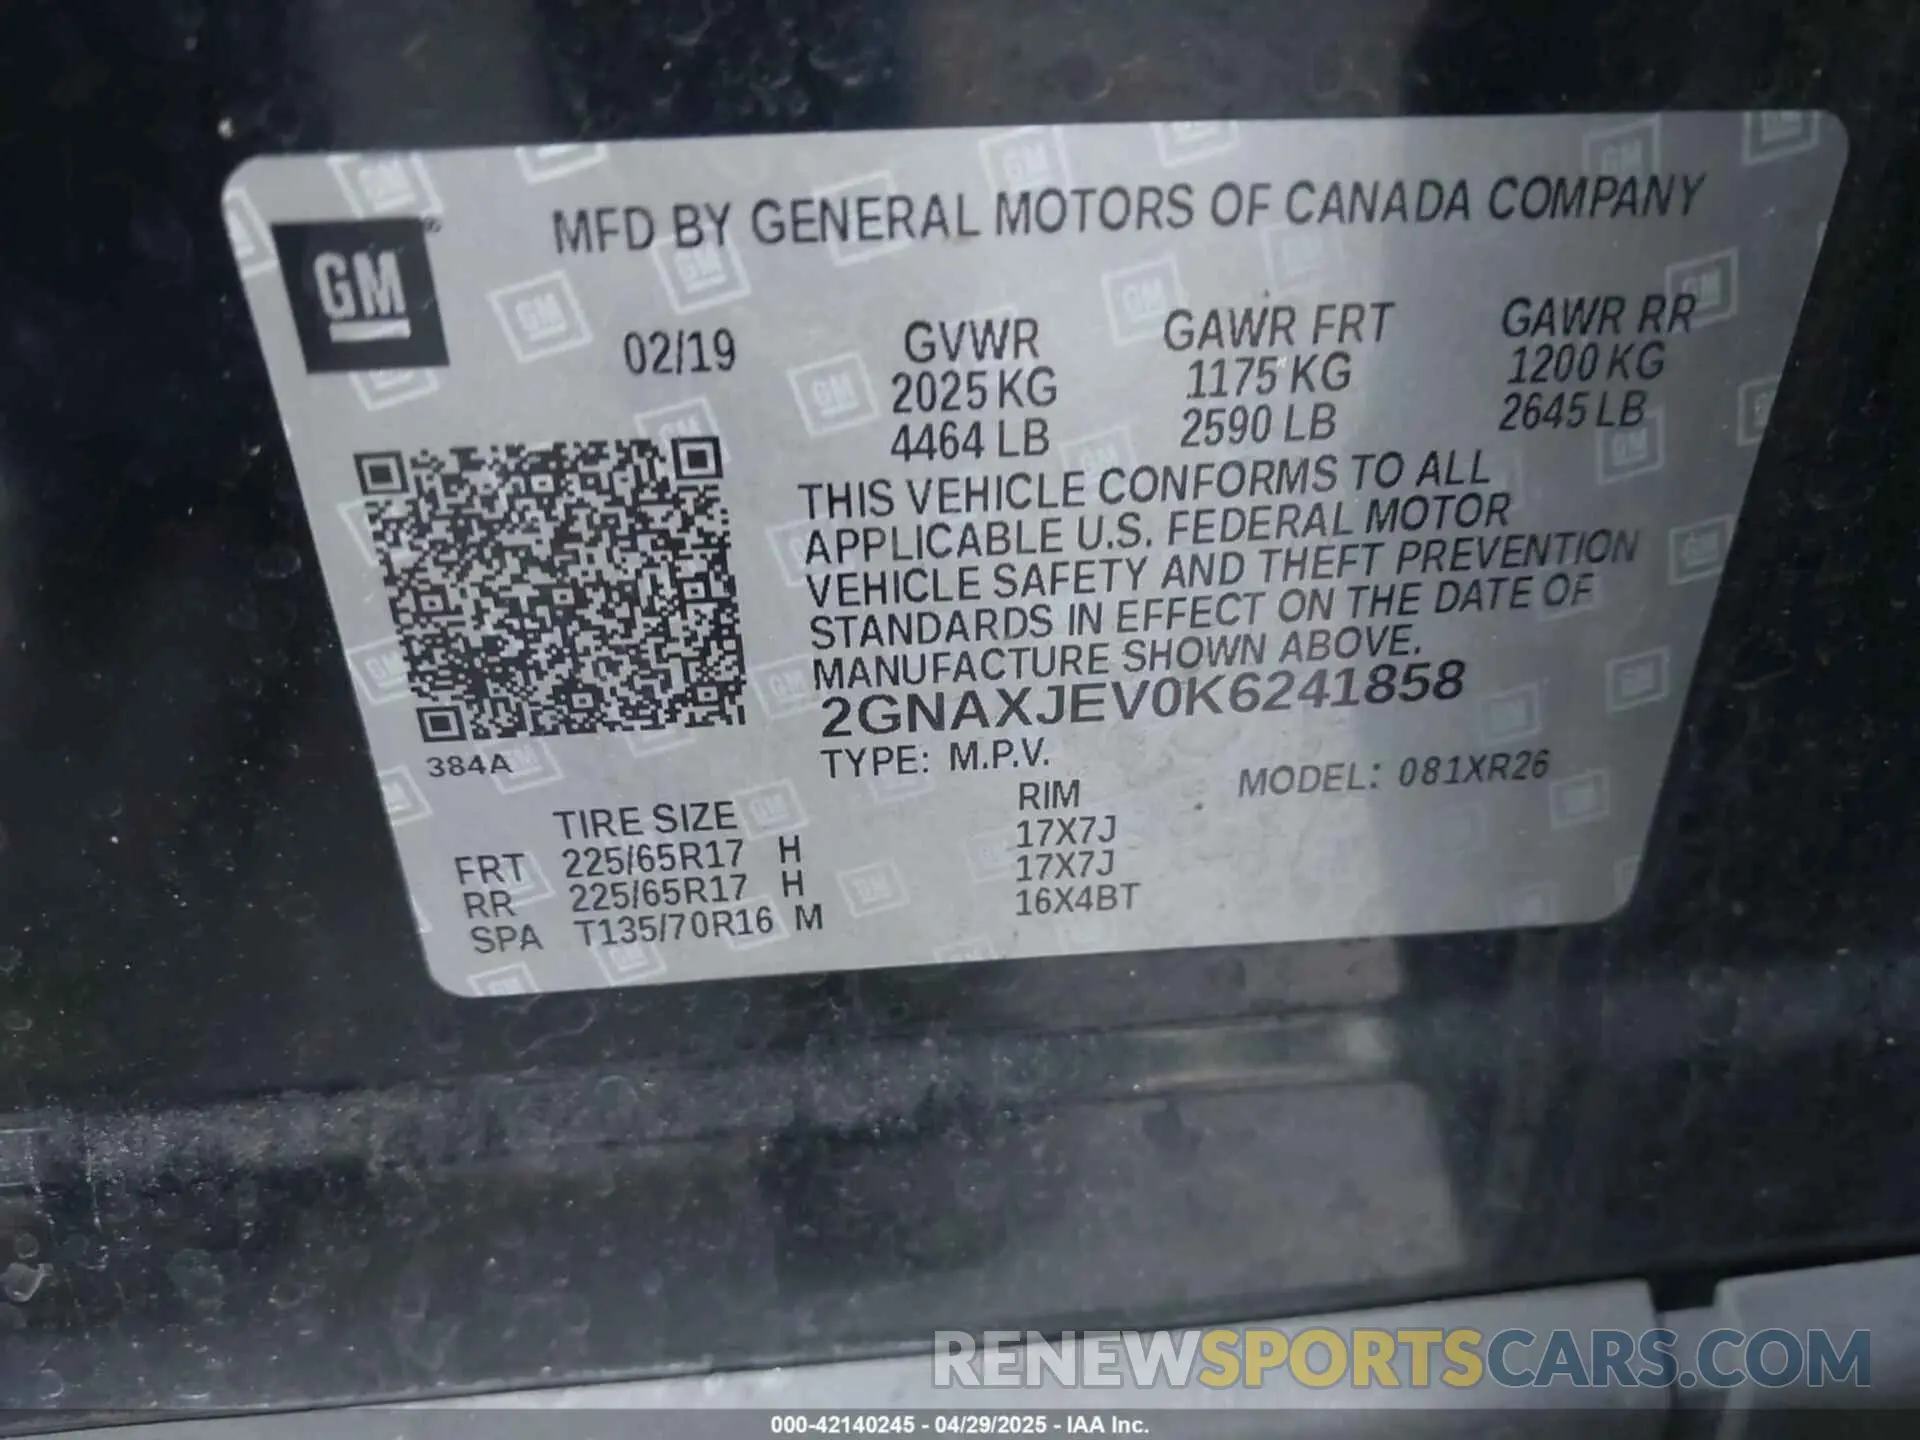 GM
MFD BY GENERAL MOTORS OF CANADA COMPANY
02/19
GVWR
2025 KG
4464 LB
GAWR FRT
1175 KG
2590 LB
GAWR RR
1200 KG
2645 LB
THIS VEHICLE CONFORMS TO ALL
APPLICABLE U.S. FEDERAL MOTOR
VEHICLE SAFETY AND THEFT PREVENTION
STANDARDS IN EFFECT ON THE DATE OF
MANUFACTURE SHOWN ABOVE.
2GNAXJEV0K6241858
TYPE: M.P.V.
MODEL: 081XR26
384A
TIRE SIZE RIM
FRT 225/65R17 H 17X7J
RR 225/65R17 H 17X7J
SPA T135/70R16 M 16X4BT
RENEWSPORTSCARS.COM
000-42140245 - 04/29/2025 - IAA Inc.